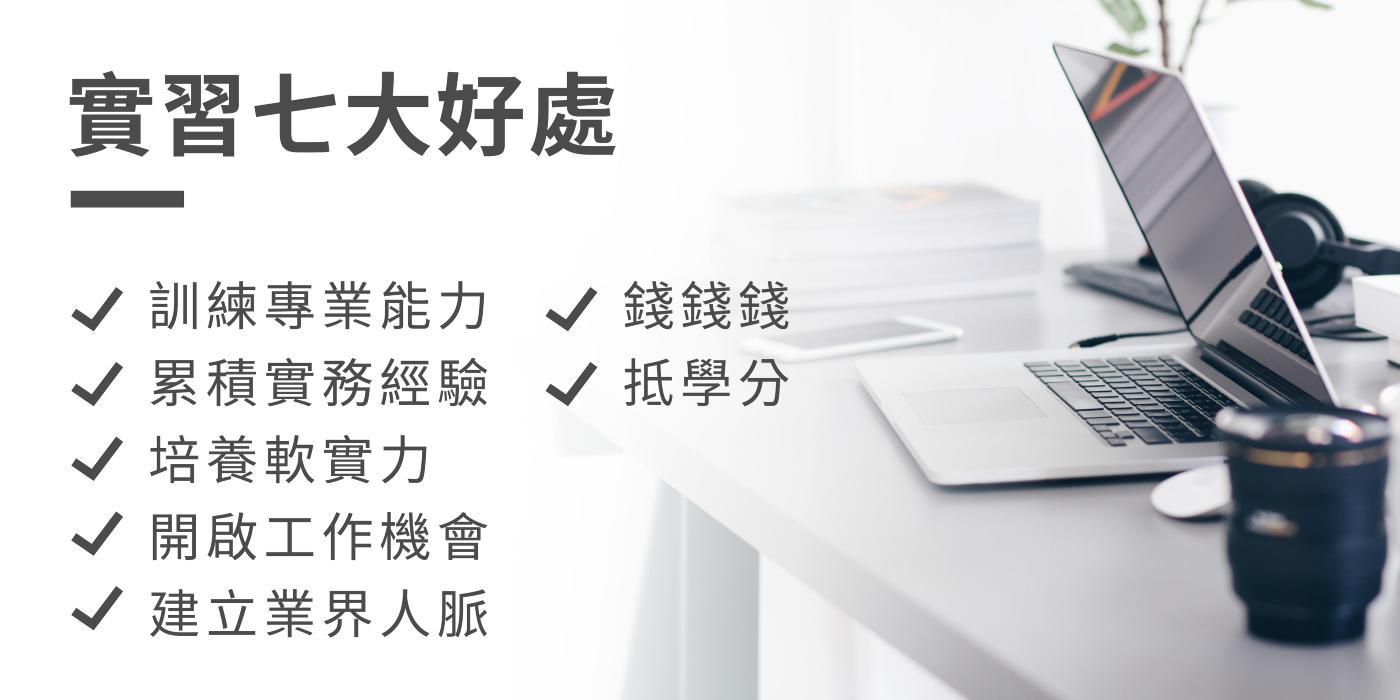 實習七大好處
訓練專業能力
累積實務經驗
培養軟實力
開啟工作機會
建立業界人脈
錢錢錢
抵學分